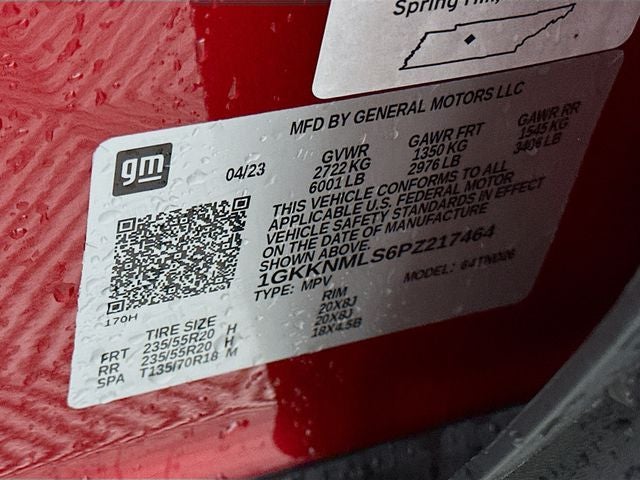 Spring Hill,
MFD BY GENERAL MOTORS LLC
gm
04/23
GVWR
2722 KG
6001 LB
GAWR FRT
1350 KG
2976 LB
GAWR RR
1545 KG
3406 LB
THIS VEHICLE CONFORMS TO ALL
APPLICABLE U.S. FEDERAL MOTOR
VEHICLE SAFETY STANDARDS IN EFFECT
ON THE DATE OF MANUFACTURE
SHOWN ABOVE.
1GKKNMLS6PZ217464
TYPE: MPV MODEL: 64TND26
170H
TIRE SIZE RIM
FRT 235/55R20 H 20X8J
RR 235/55R20 H 20X8J
SPA T135/70R18 M 18X4.5B